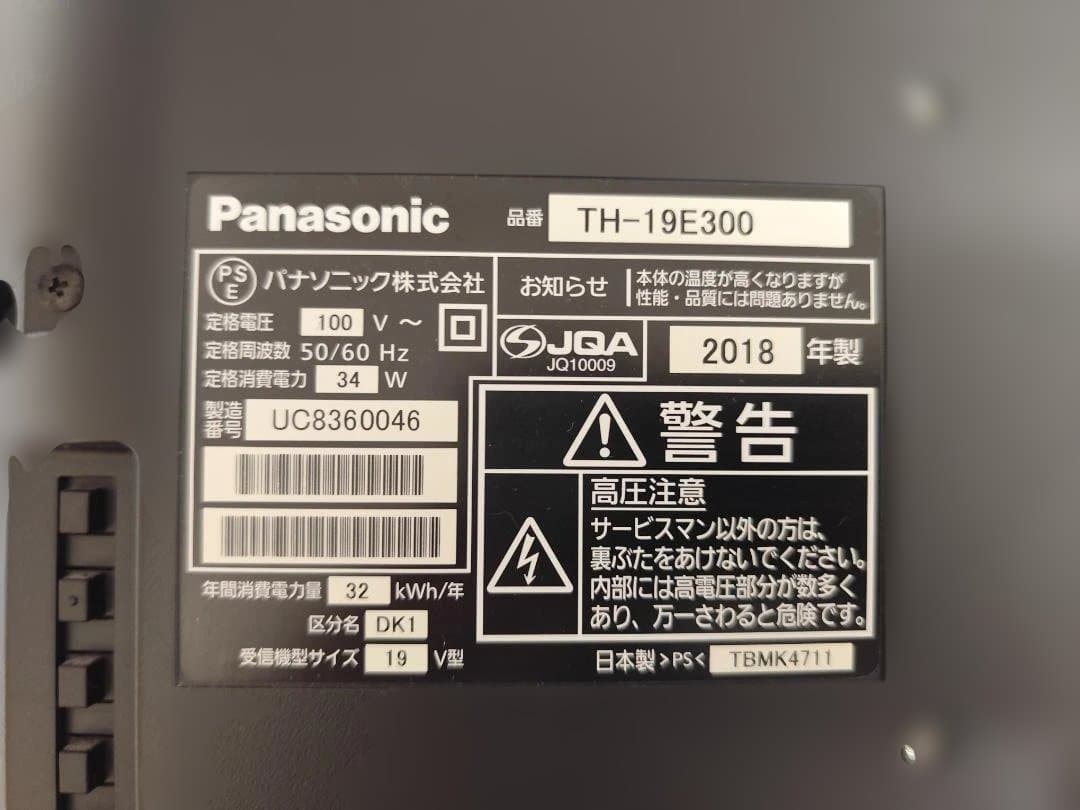 Panasonic 品番 TH-19E300
PS
E
パナソニック株式会社
定格電圧 100 V ～
定格周波数 50/60 Hz
定格消費電力 34 W
製造
番号
UC8360046
お知らせ
本体の温度が高くなりますが
性能・品質には問題ありません。
JQA
JQ10009
2018 年製
警告
高圧注意
サービスマン以外の方は、
裏ぶたをあけないでください。
内部には高電圧部分が数多く
あり、万一さわると危険です。
年間消費電力量 32 kWh/年
区分名 DK1
受信機型サイズ 19 V型
日本製 >PS< TBMK4711